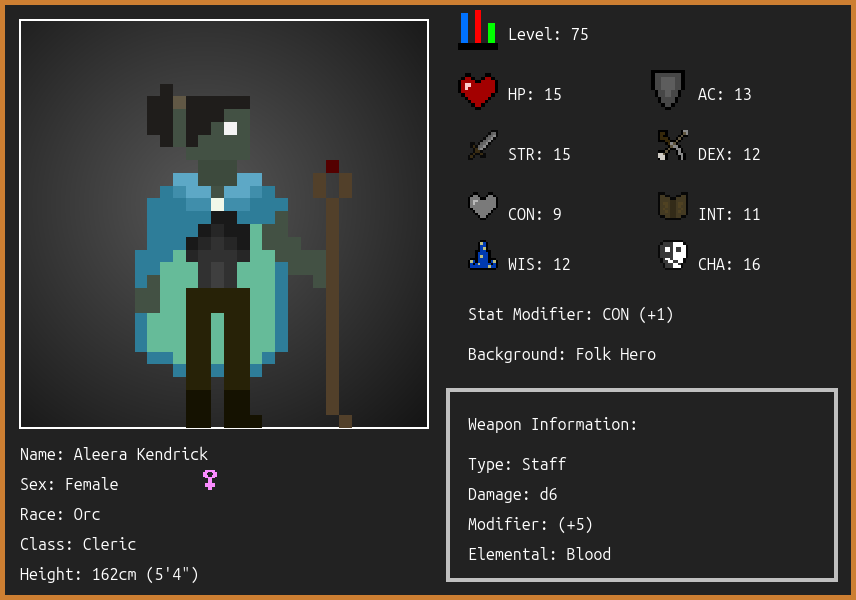 Level: 75
HP: 15
AC: 13
STR: 15
DEX: 12
CON: 9
INT: 11
WIS: 12
CHA: 16
Stat Modifier: CON (+1)
Background: Folk Hero
Weapon Information:
Type: Staff
Damage: d6
Modifier: (+5)
Elemental: Blood
Name: Aleera Kendrick
Sex: Female
Race: Orc
Class: Cleric
Height: 162cm (5'4")